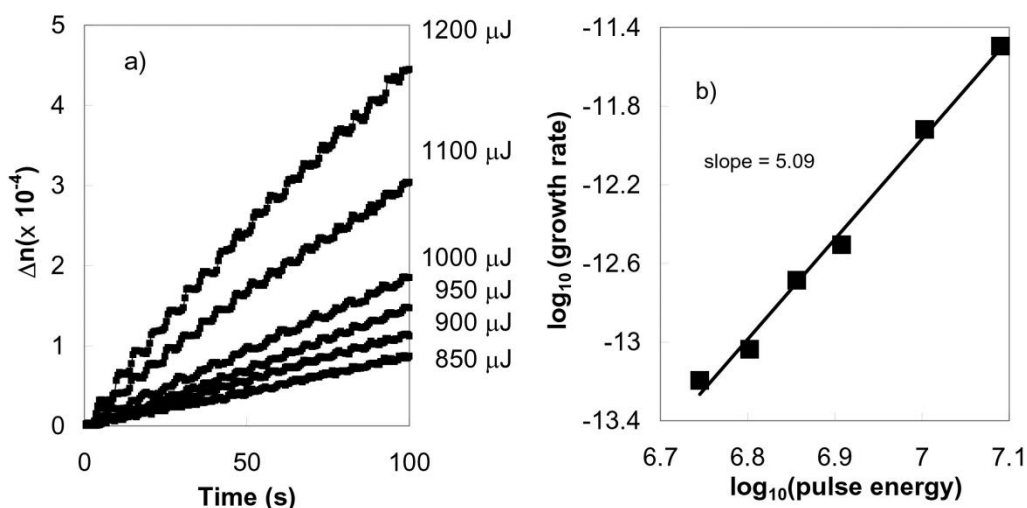 a)
5
4
3
2
1
0
Δn(x 10⁻⁴)
0
50
100
Time (s)
1200 μJ
1100 μJ
1000 μJ
950 μJ
900 μJ
850 μJ
b)
slope = 5.09
-11.4
-11.8
-12.2
-12.6
-13
-13.4
log₁₀(growth rate)
6.7
6.8
6.9
7
7.1
log₁₀(pulse energy)